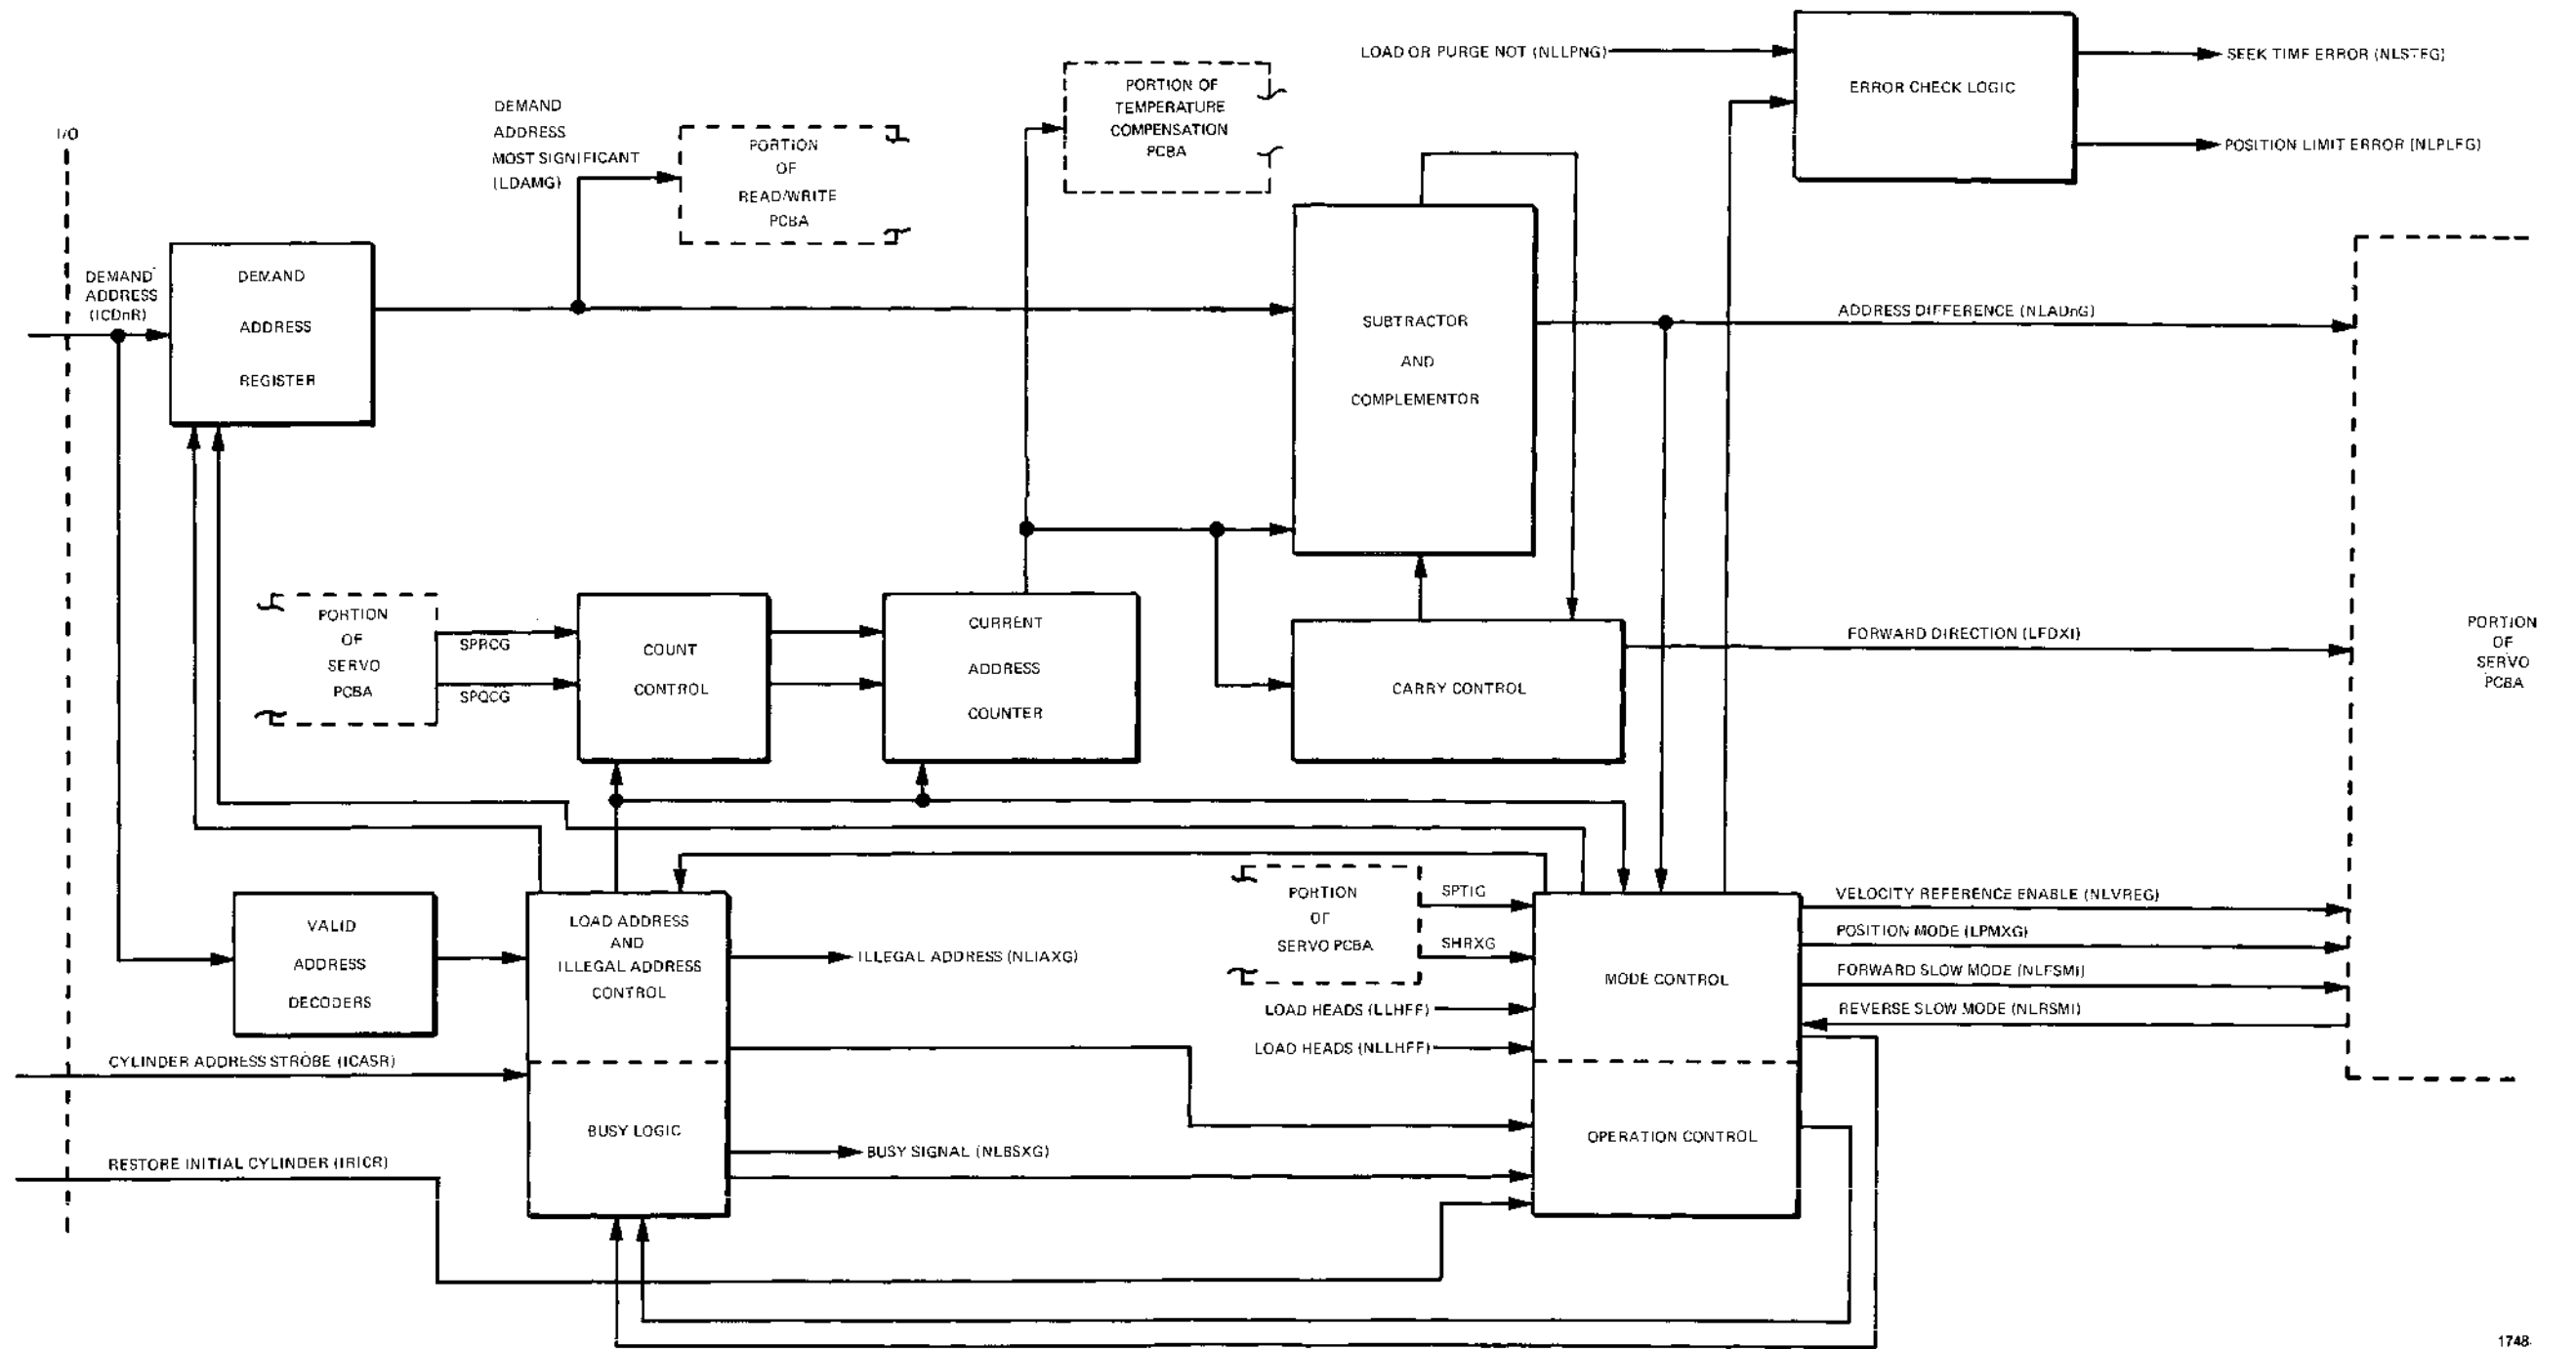 I/O
DEMAND
ADDRESS
(ICDnR)
DEMAND
ADDRESS
REGISTER
DEMAND
ADDRESS
MOST SIGNIFICANT
(LDAMG)
PORTION
OF
READ/WRITE
PCBA
PORTION OF
TEMPERATURE
COMPENSATION
PCBA
LOAD OR PURGE NOT (NLLPNG)
ERROR CHECK LOGIC
SEEK TIME ERROR (NLSTEG)
POSITION LIMIT ERROR (NLPLFG)
SUBTRACTOR
AND
COMPLEMENTOR
ADDRESS DIFFERENCE (NLADnG)
PORTION
OF
SERVO
PCBA
SPRCG
SPQCG
COUNT
CONTROL
CURRENT
ADDRESS
COUNTER
CARRY CONTROL
FORWARD DIRECTION (LFDXI)
PORTION
OF
SERVO
PCBA
VALID
ADDRESS
DECODERS
LOAD ADDRESS
AND
ILLEGAL ADDRESS
CONTROL
BUSY LOGIC
ILLEGAL ADDRESS (NLIAXG)
BUSY SIGNAL (NLBSXG)
CYLINDER ADDRESS STROBE (ICASR)
RESTORE INITIAL CYLINDER (IRICR)
PORTION
OF
SERVO PCBA
SPTIG
SHRXG
LOAD HEADS (LLHFF)
LOAD HEADS (NLLHFF)
MODE CONTROL
OPERATION CONTROL
VELOCITY REFERENCE ENABLE (NLVREG)
POSITION MODE (LPMXG)
FORWARD SLOW MODE (NLFSMI)
REVERSE SLOW MODE (NLRSMI)
1748